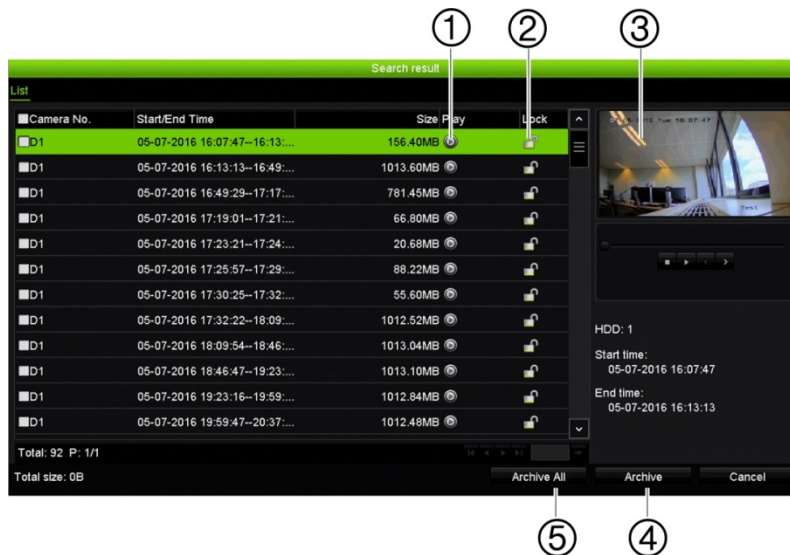 ① ② ③
Search result
List
Camera No. Start/End Time Size Play Lock
D1 05-07-2016 16:07:47--16:13:... 156.40MB
D1 05-07-2016 16:13:13--16:49:... 1013.60MB
D1 05-07-2016 16:49:29--17:17:... 781.45MB
D1 05-07-2016 17:19:01--17:21:... 66.80MB
D1 05-07-2016 17:23:21--17:24:... 20.68MB
D1 05-07-2016 17:25:57--17:29:... 88.22MB
D1 05-07-2016 17:30:25--17:32:... 55.60MB
D1 05-07-2016 17:32:22--18:09:... 1012.52MB
D1 05-07-2016 18:09:54--18:46:... 1013.04MB
D1 05-07-2016 18:46:47--19:23:... 1013.10MB
D1 05-07-2016 19:23:16--19:59:... 1012.84MB
D1 05-07-2016 19:59:47--20:37:... 1012.48MB
Total: 92 P: 1/1
Total size: 0B
Tue 16:07:47
Test
HDD: 1
Start time:
05-07-2016 16:07:47
End time:
05-07-2016 16:13:13
Archive All Archive Cancel
⑤ ④